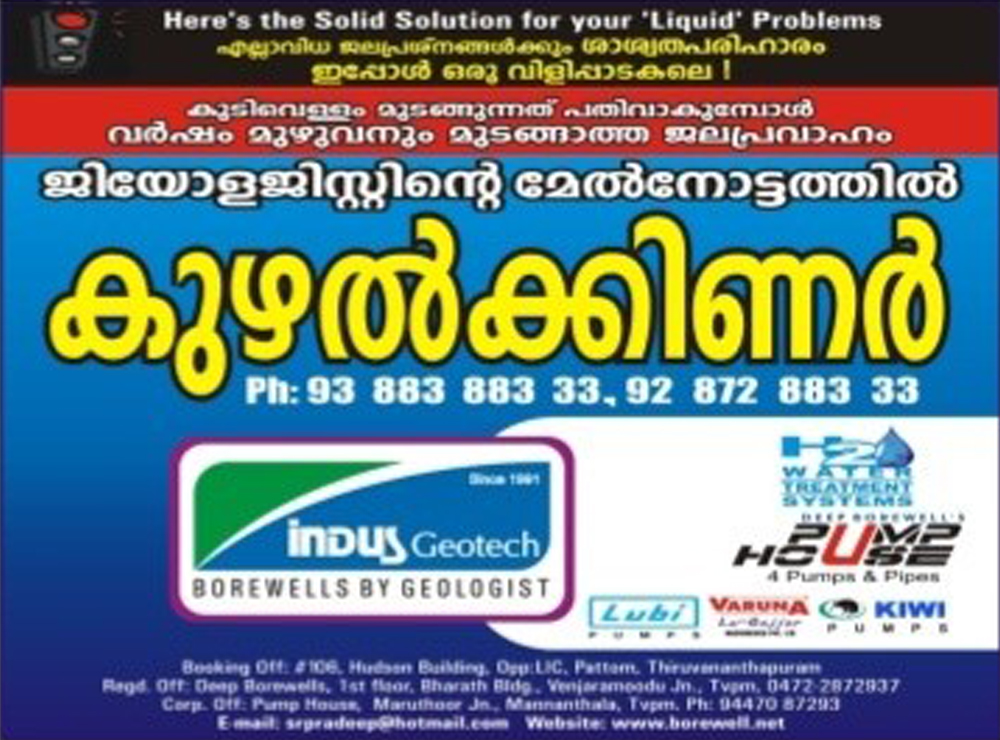 Here's the Solid Solution for your 'Liquid' Problems
എല്ലാവിധ ജലപ്രശ്നങ്ങൾക്കും ശാശ്വതപരിഹാരം
ഇപ്പോൾ ഒരു വിളിപ്പാടകലെ !
കുടിവെള്ളം മുടങ്ങുന്നത് പതിവാകുമ്പോൾ
വർഷം മുഴുവനും മുടങ്ങാത്ത ജലപ്രവാഹം
ജിയോളജിസ്റ്റിന്റെ മേൽനോട്ടത്തിൽ
കുഴൽക്കിണർ
Ph: 93 883 883 33., 92 872 883 33
Since 1991
INDUS Geotech
BOREWELLS BY GEOLOGIST
H2O
WATER
TREATMENT
SYSTEMS
DEEP BOREWELL'S
PUMP
HOUSE
4 Pumps & Pipes
Lubi
PUMPS
VARUNA
KIWI
PUMPS
Booking Off: #106, Hudson Building, Opp:LIC, Pattom, Thiruvananthapuram
Regd. Off: Deep Borewells, 1st floor, Bharath Bldg., Venjaramoodu Jn., Tvpm. 0472-2872937
Corp. Off: Pump House, Maruthoor Jn., Mannanthala, Tvpm. Ph: 94470 87293
E-mail: srpradeep@hotmail.com Website: www.borewell.net